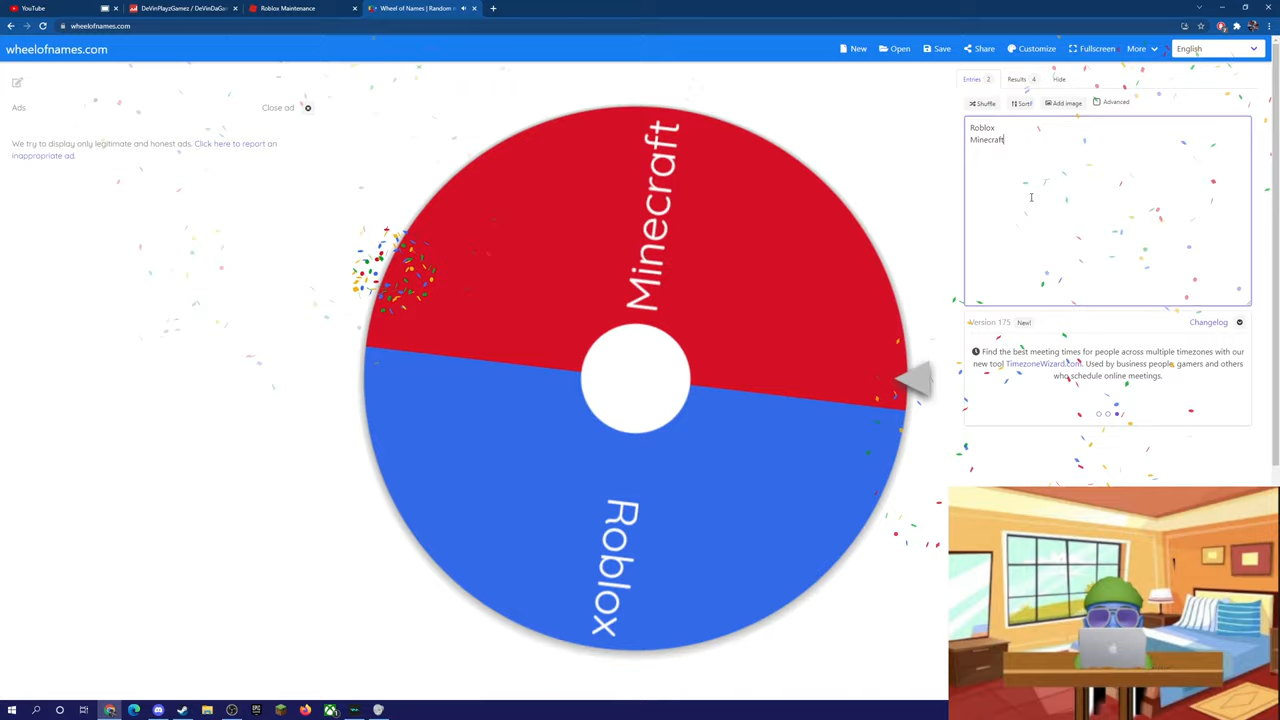 YouTube
DeVinPlayzGamez / DeVinDaGam
Roblox Maintenance
Wheel of Names | Random n
wheelofnames.com
wheelofnames.com
New
Open
Save
Share
Customize
Fullscreen
More
English
Ads
Close ad
We try to display only legitimate and honest ads. Click here to report an
inappropriate ad.
Minecraft
Roblox
Entries 2
Results 4
Hide
Shuffle
Sort
Add image
Advanced
Roblox
Minecraft
Version 175 New!
Changelog
Find the best meeting times for people across multiple timezones with our
new tool TimezoneWizard.com. Used by business people, gamers and others
who schedule online meetings.